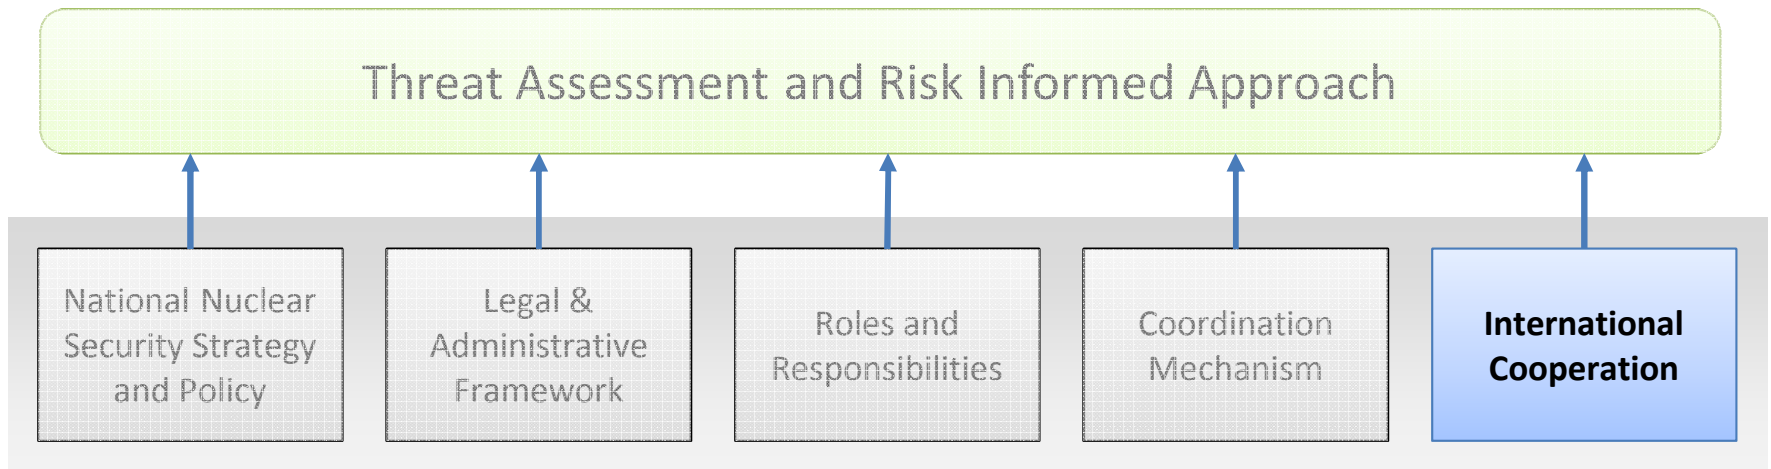 Threat Assessment and Risk Informed Approach
National Nuclear
Security Strategy
and Policy
Legal &
Administrative
Framework
Roles and
Responsibilities
Coordination
Mechanism
International
Cooperation